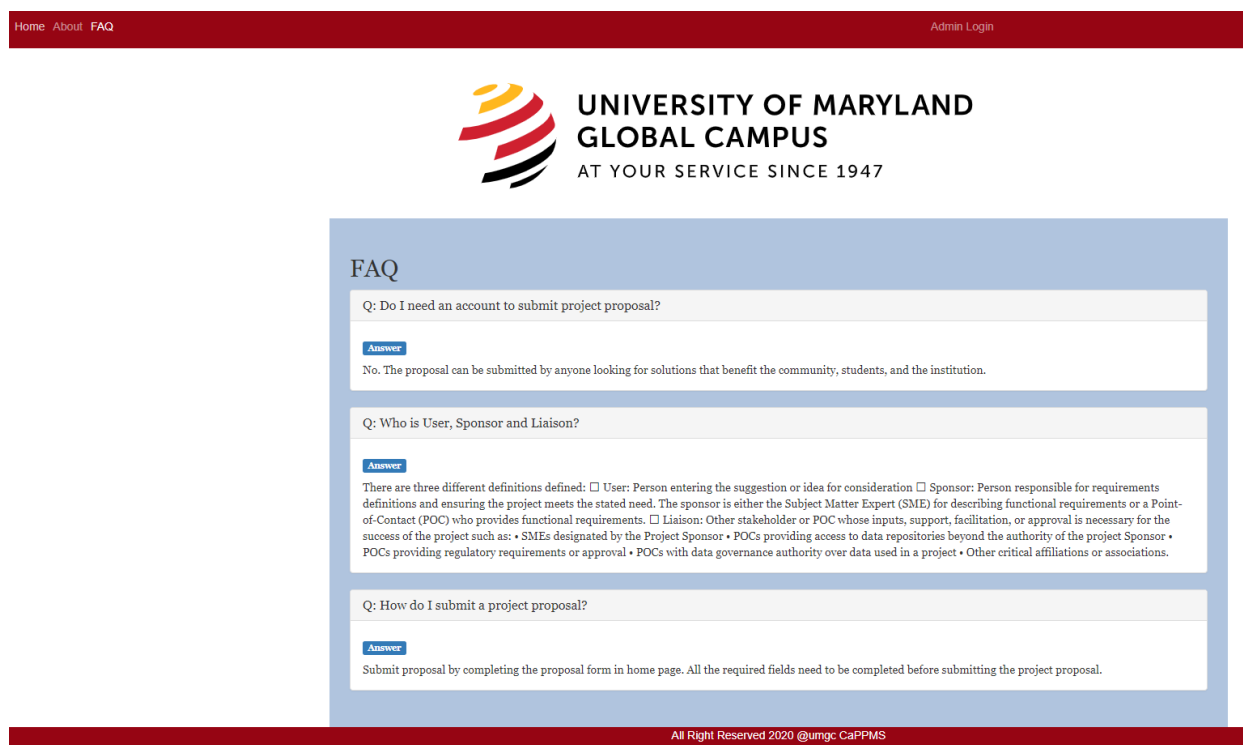 Home About FAQ Admin Login
UNIVERSITY OF MARYLAND
GLOBAL CAMPUS
AT YOUR SERVICE SINCE 1947
FAQ
Q: Do I need an account to submit project proposal?
Answer
No. The proposal can be submitted by anyone looking for solutions that benefit the community, students, and the institution.
Q: Who is User, Sponsor and Liaison?
Answer
There are three different definitions defined: ☐ User: Person entering the suggestion or idea for consideration ☐ Sponsor: Person responsible for requirements
definitions and ensuring the project meets the stated need. The sponsor is either the Subject Matter Expert (SME) for describing functional requirements or a Point-
of-Contact (POC) who provides functional requirements. ☐ Liaison: Other stakeholder or POC whose inputs, support, facilitation, or approval is necessary for the
success of the project such as: • SMEs designated by the Project Sponsor • POCs providing access to data repositories beyond the authority of the project Sponsor •
POCs providing regulatory requirements or approval • POCs with data governance authority over data used in a project • Other critical affiliations or associations.
Q: How do I submit a project proposal?
Answer
Submit proposal by completing the proposal form in home page. All the required fields need to be completed before submitting the project proposal.
All Right Reserved 2020 @umgc CaPPMS